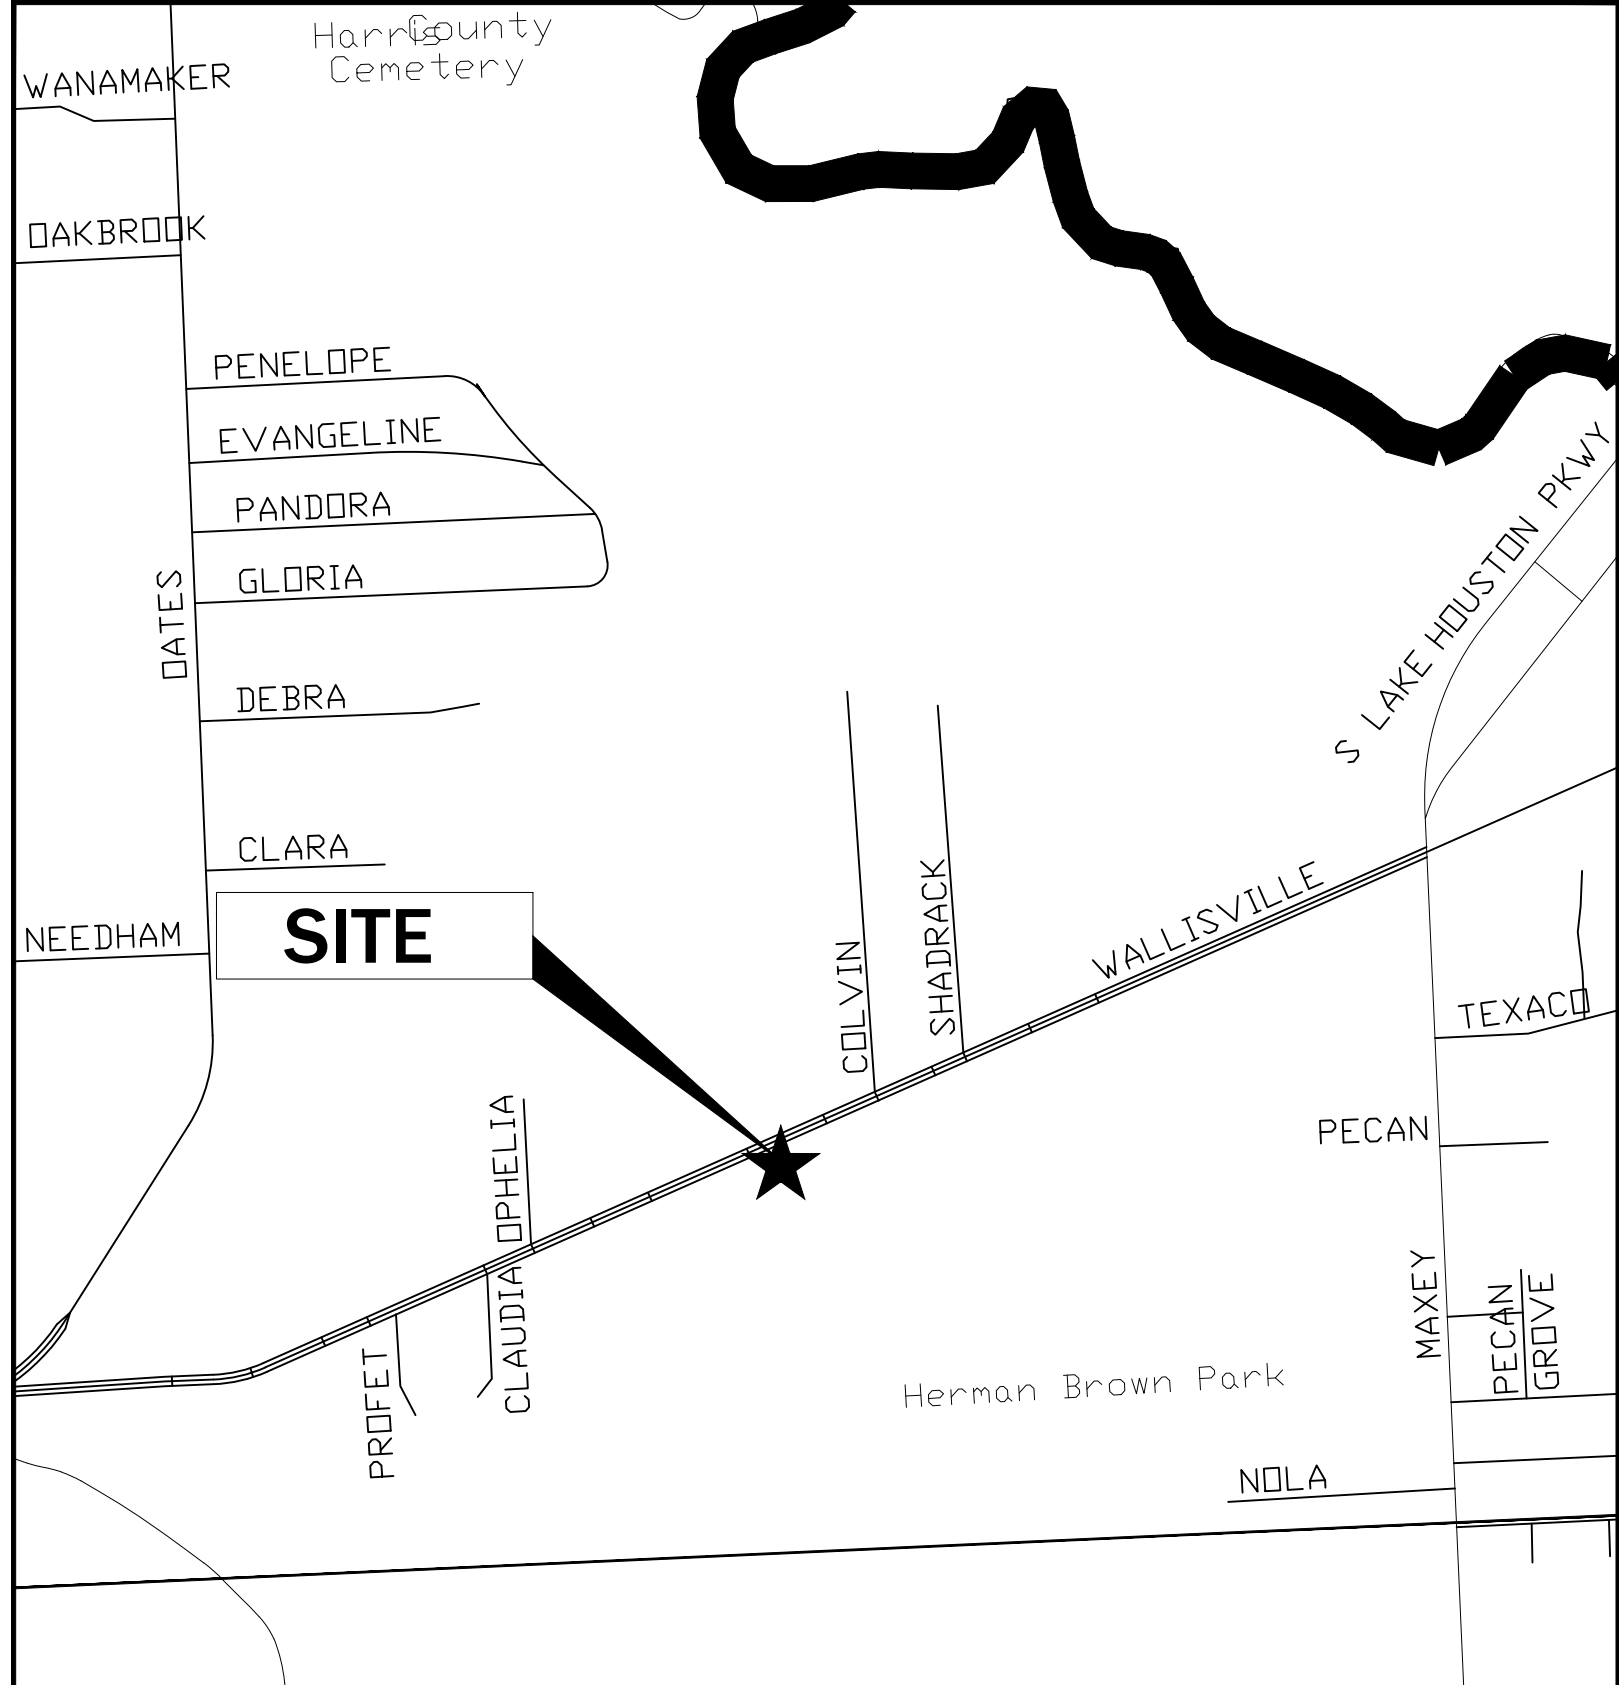 Harris County
Cemetery
WANAMAKER
OAKBROOK
PENELOPE
EVANGELINE
PANDORA
GLORIA
OATES
DEBRA
S LAKE HOUSTON PKWY
CLARA
SITE
NEEDHAM
COLVIN
SHADRACK
WALLISVILLE
TEXACO
PECAN
OPHELIA
CLAUDIA
PROFET
MAXEY
PECAN
GROVE
Herman Brown Park
NOLA